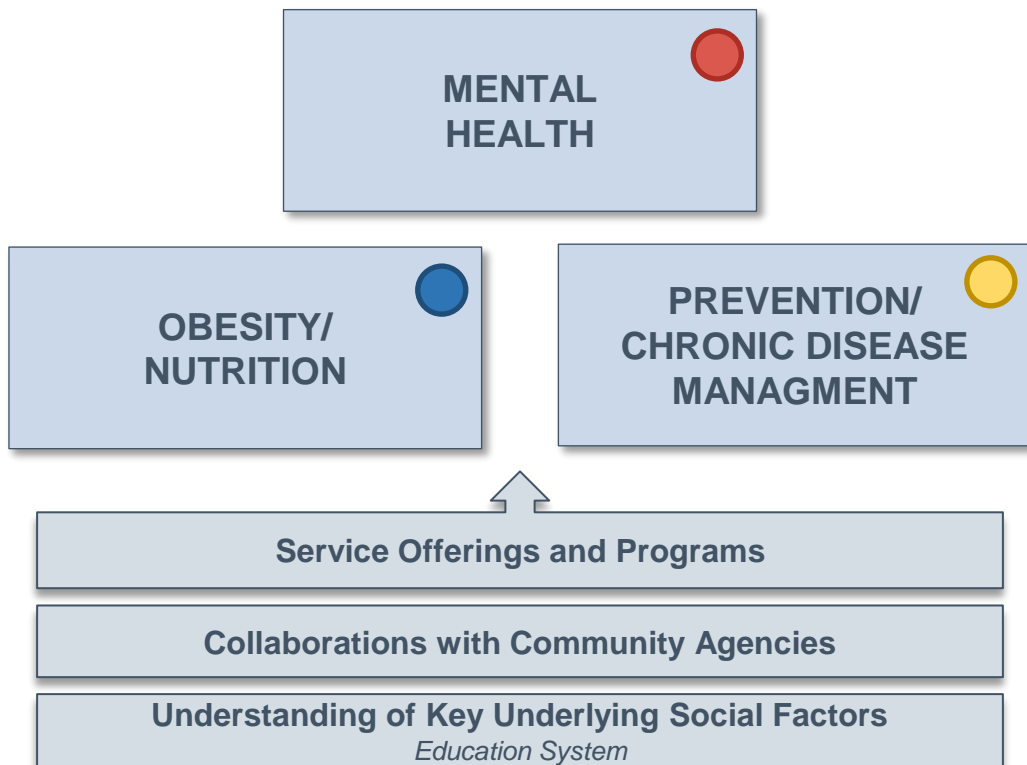 MENTAL
HEALTH
OBESITY/
NUTRITION
PREVENTION/
CHRONIC DISEASE
MANAGMENT
Service Offerings and Programs
Collaborations with Community Agencies
Understanding of Key Underlying Social Factors
Education System